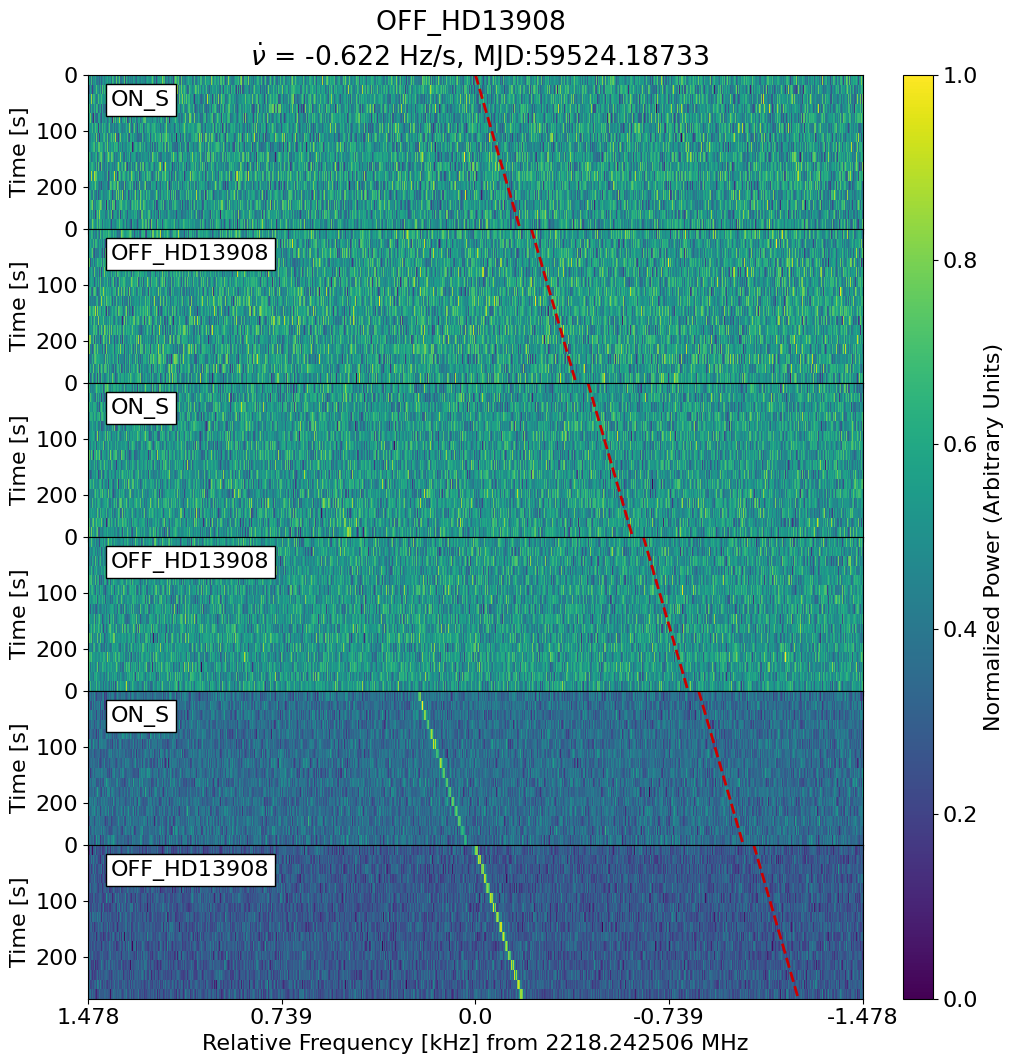 OFF_HD13908
ν̇ = -0.622 Hz/s, MJD:59524.18733
0
ON_S
100
200
Time [s]
0
OFF_HD13908
100
200
Time [s]
0
ON_S
100
200
Time [s]
0
OFF_HD13908
100
200
Time [s]
0
ON_S
100
200
Time [s]
0
OFF_HD13908
100
200
Time [s]
1.478 0.739 0.0 -0.739 -1.478
Relative Frequency [kHz] from 2218.242506 MHz
1.0
0.8
0.6
0.4
0.2
0.0
Normalized Power (Arbitrary Units)